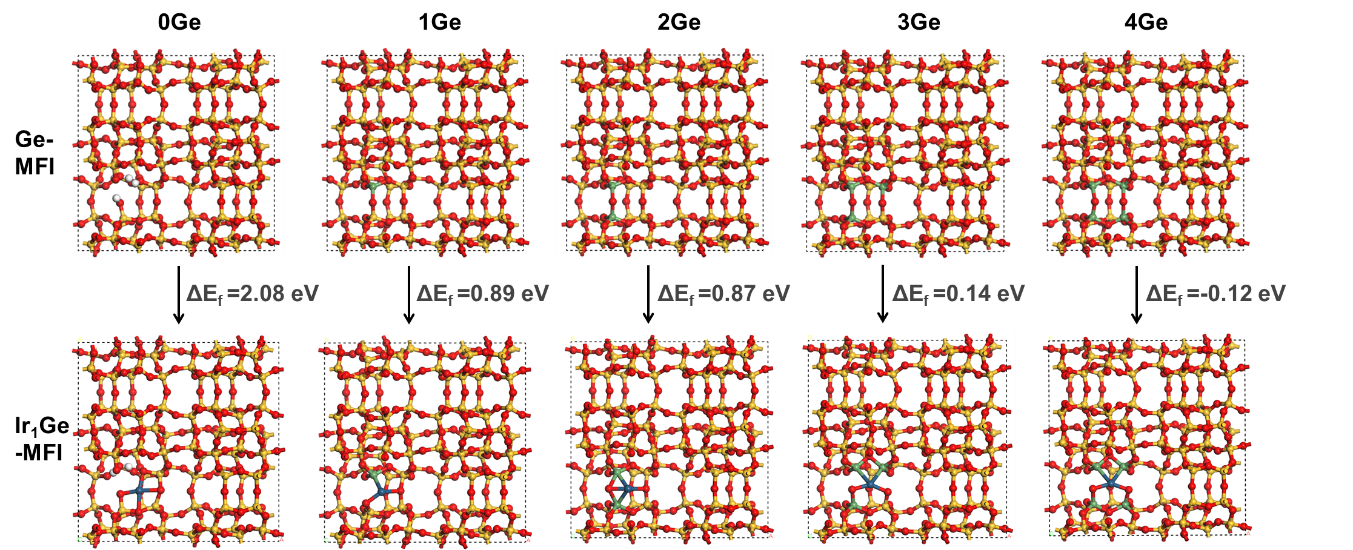 0Ge 1Ge 2Ge 3Ge 4Ge
Ge-
MFI
ΔEf =2.08 eV ΔEf =0.89 eV ΔEf =0.87 eV ΔEf =0.14 eV ΔEf =-0.12 eV
Ir1Ge
-MFI